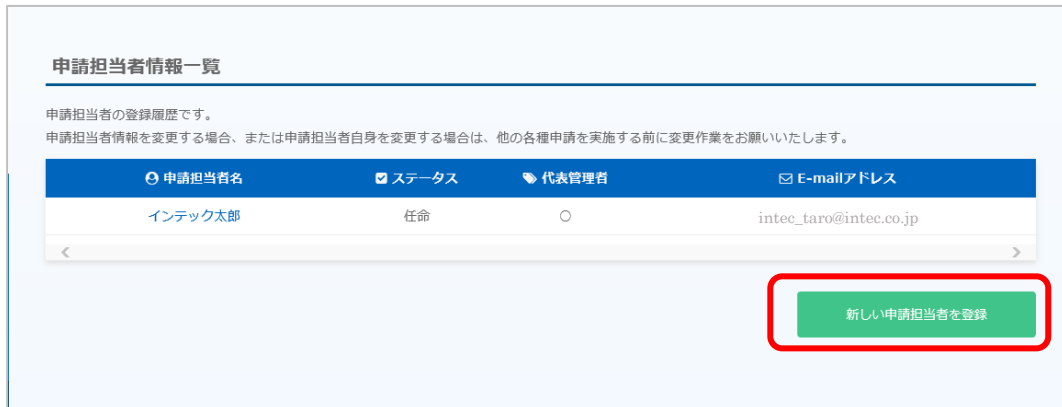 申請担当者情報一覧
申請担当者の登録履歴です。
申請担当者情報を変更する場合、または申請担当者自身を変更する場合は、他の各種申請を実施する前に変更作業をお願いいたします。
申請担当者名 ステータス 代表管理者 E-mailアドレス
インテック太郎 任命 ○ intec_taro@intec.co.jp
新しい申請担当者を登録